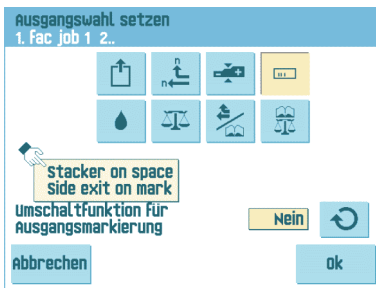 Ausgangswahl setzen
1. Fac job 1 2..
n
n
Stacker on space
Side exit on mark
Umschaltfunktion für
Ausgangsmarkierung
Nein
Abbrechen
Ok